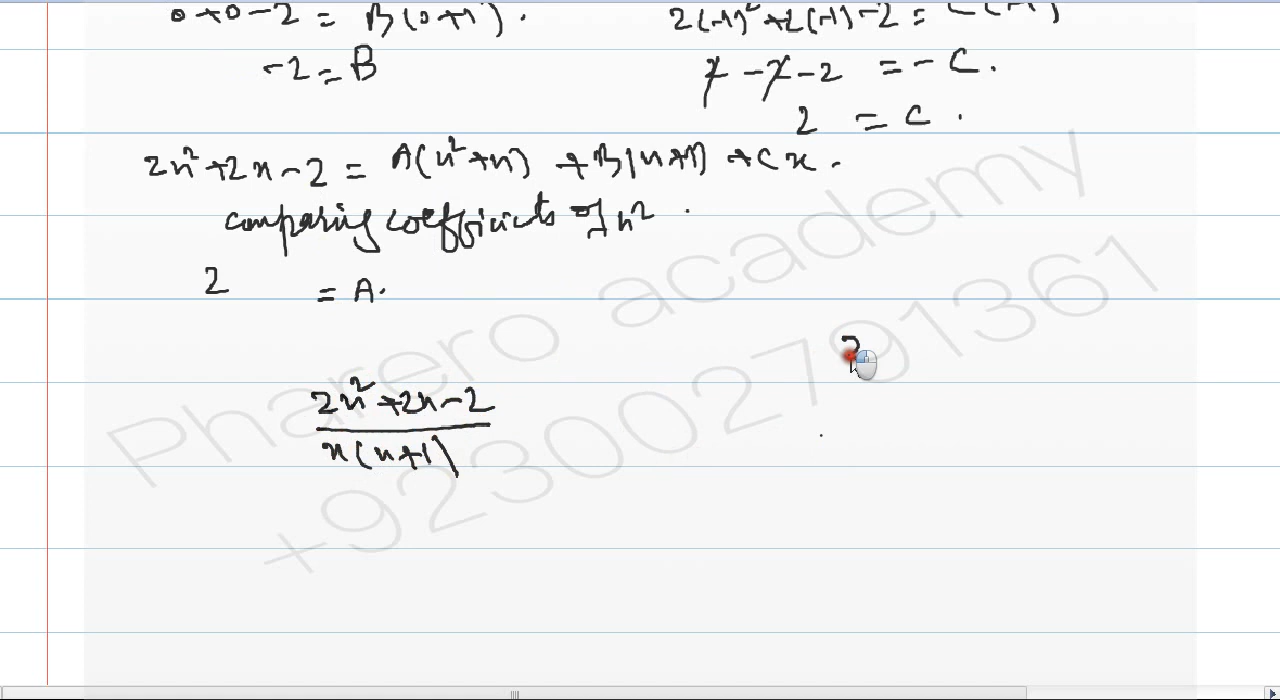 0+0-2 = B(0+1).
2(-1)²+2(-1)-2 = C(-1)
-2 = B
2 - 2 - 2 = - C.
2 = C.
2x²+2x-2 = A(x²+x) + B(x+1) + Cx.
comparing coefficients of x².
2 = A.
2x²+2x-2
x(x+1)
2
Pharero academy
+923002791361